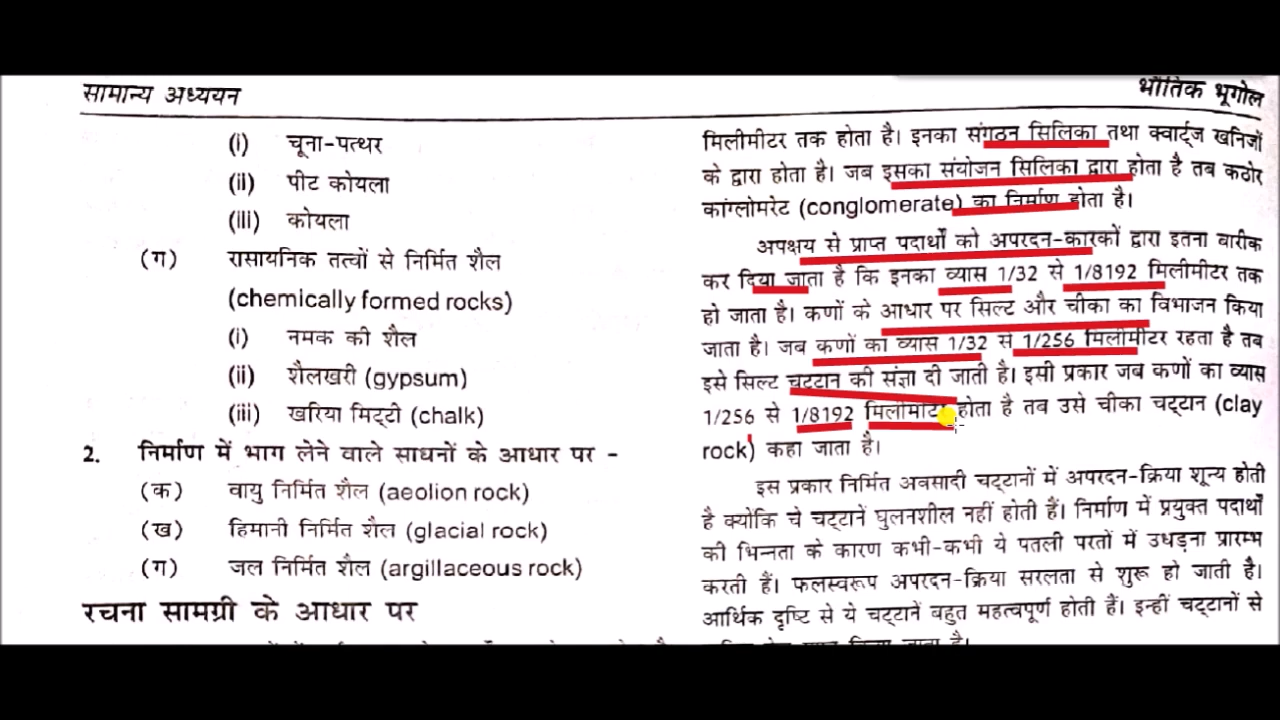 सामान्य अध्ययन
भौतिक भूगोल
(i) चूना-पत्थर
(ii) पीट कोयला
(iii) कोयला
(ग) रासायनिक तत्वों से निर्मित शैल
(chemically formed rocks)
(i) नमक की शैल
(ii) शैलखरी (gypsum)
(iii) खरिया मिट्टी (chalk)
2. निर्माण में भाग लेने वाले साधनों के आधार पर -
(क) वायु निर्मित शैल (aeolion rock)
(ख) हिमानी निर्मित शैल (glacial rock)
(ग) जल निर्मित शैल (argillaceous rock)
रचना सामग्री के आधार पर
मिलीमीटर तक होता है। इनका संगठन सिलिका तथा क्वार्ट्ज खनिजों
के द्वारा होता है। जब इसका संयोजन सिलिका द्वारा होता है तब कठोर
कांग्लोमरेट (conglomerate) का निर्माण होता है।
अपक्षय से प्राप्त पदार्थों को अपरदन-कारकों द्वारा इतना बारीक
कर दिया जाता है कि इनका व्यास 1/32 से 1/8192 मिलीमीटर तक
हो जाता है। कणों के आधार पर सिल्ट और चीका का विभाजन किया
जाता है। जब कणों का व्यास 1/32 से 1/256 मिलीमीटर रहता है तब
इसे सिल्ट चट्टान की संज्ञा दी जाती है। इसी प्रकार जब कणों का व्यास
1/256 से 1/8192 मिलीमीटर होता है तब उसे चीका चट्टान (clay
rock) कहा जाता है।
इस प्रकार निर्मित अवसादी चट्टानों में अपरदन-क्रिया शून्य होती
है क्योंकि ये चट्टानें घुलनशील नहीं होती हैं। निर्माण में प्रयुक्त पदार्थों
की भिन्नता के कारण कभी-कभी ये पतली परतों में उधड़ना प्रारम्भ
करती हैं। फलस्वरूप अपरदन-क्रिया सरलता से शुरू हो जाती है।
आर्थिक दृष्टि से ये चट्टानें बहुत महत्वपूर्ण होती हैं। इन्हीं चट्टानों से